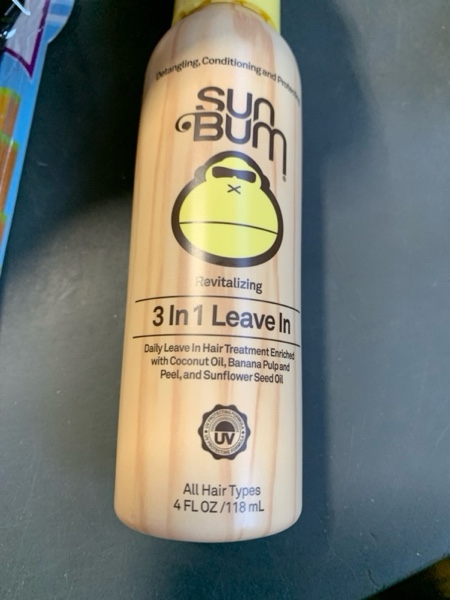 Detangling, Conditioning and
SUN
BUM
Revitalizing
3 In 1 Leave In
Daily Leave In Hair Treatment Enriched
with Coconut Oil, Banana Pulp and
Peel, and Sunflower Seed Oil
UV
All Hair Types
4 FL OZ / 118 mL